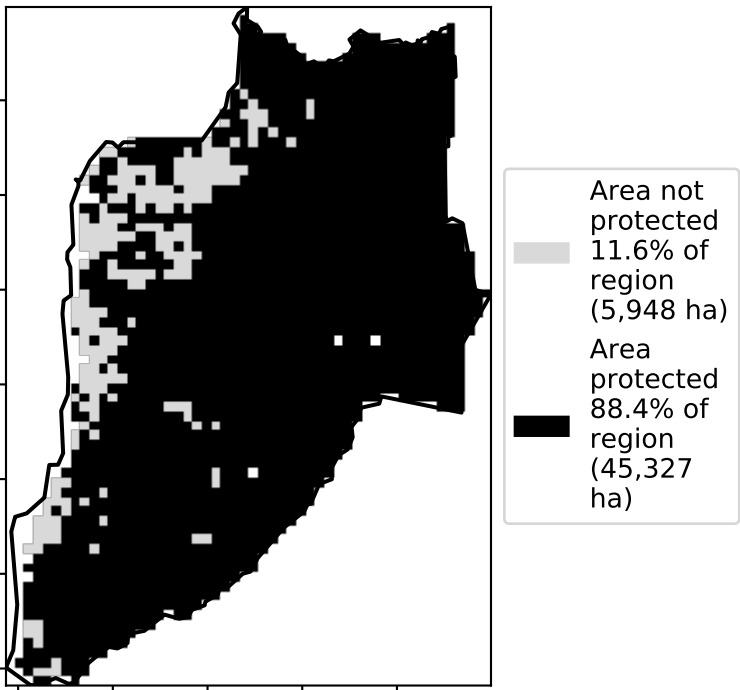 Area not
protected
11.6% of
region
(5,948 ha)
Area
protected
88.4% of
region
(45,327
ha)